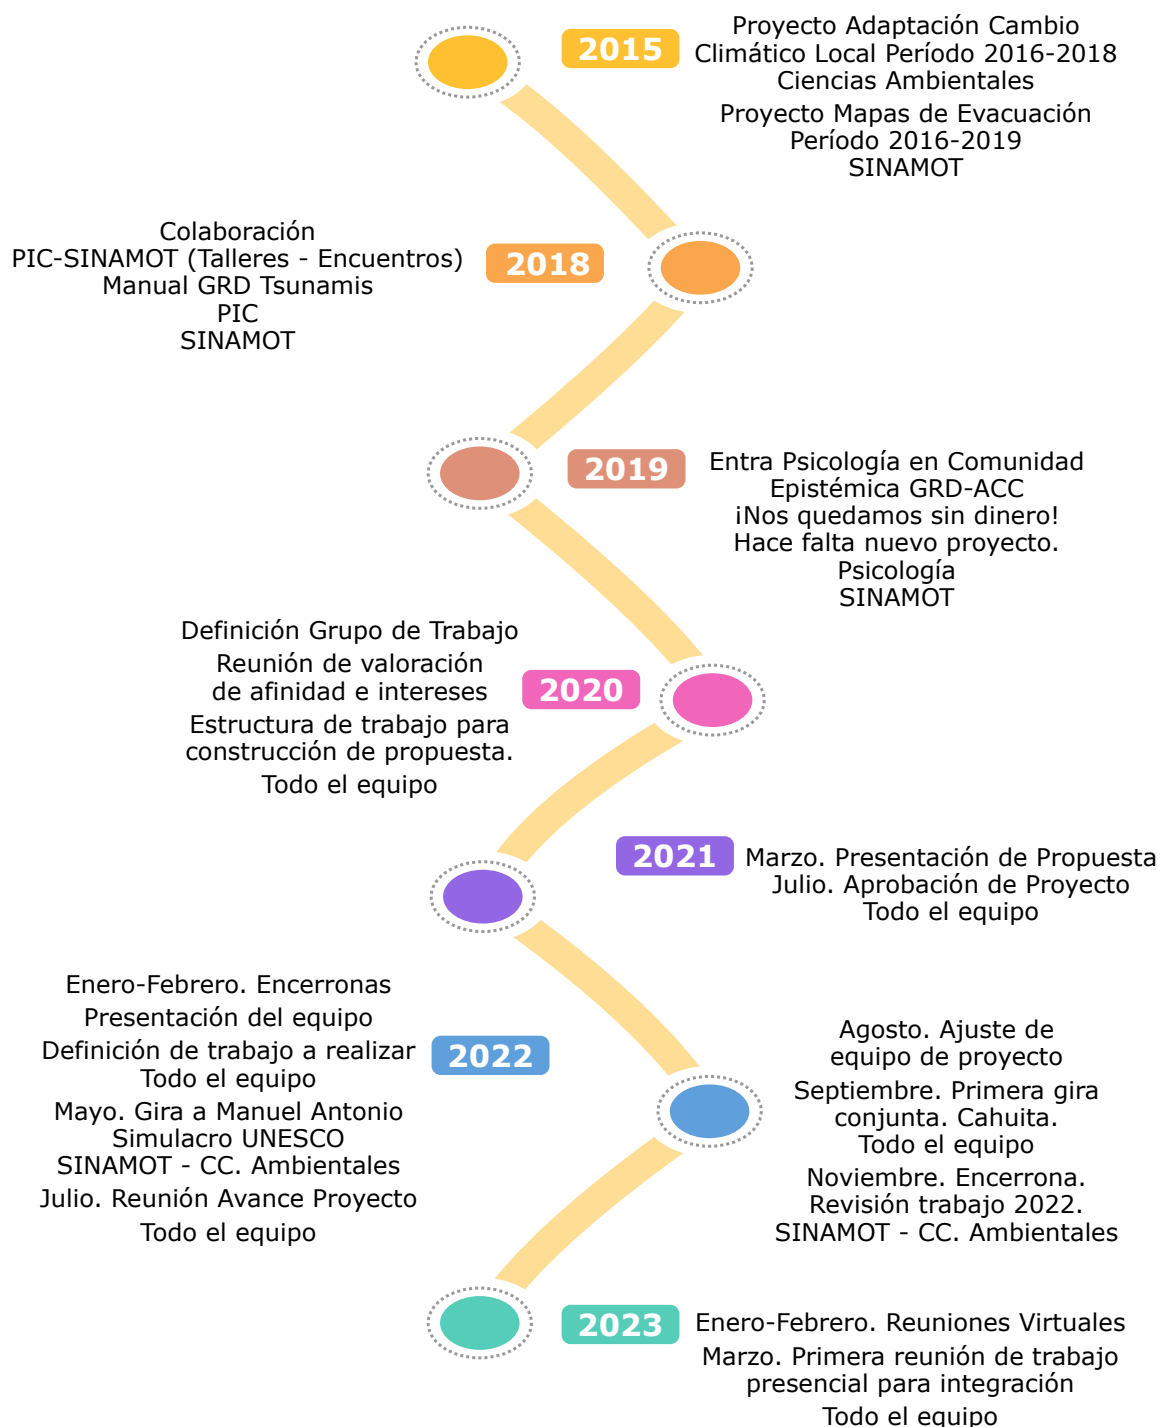 2015
Proyecto Adaptación Cambio
Climático Local Período 2016-2018
Ciencias Ambientales
Proyecto Mapas de Evacuación
Período 2016-2019
SINAMOT
Colaboración
PIC-SINAMOT (Talleres - Encuentros)
Manual GRD Tsunamis
PIC
SINAMOT
2018
2019
Entra Psicología en Comunidad
Epistémica GRD-ACC
¡Nos quedamos sin dinero!
Hace falta nuevo proyecto.
Psicología
SINAMOT
Definición Grupo de Trabajo
Reunión de valoración
de afinidad e intereses
Estructura de trabajo para
construcción de propuesta.
Todo el equipo
2020
2021
Marzo. Presentación de Propuesta
Julio. Aprobación de Proyecto
Todo el equipo
Enero-Febrero. Encerronas
Presentación del equipo
Definición de trabajo a realizar
Todo el equipo
Mayo. Gira a Manuel Antonio
Simulacro UNESCO
SINAMOT - CC. Ambientales
Julio. Reunión Avance Proyecto
Todo el equipo
2022
Agosto. Ajuste de
equipo de proyecto
Septiembre. Primera gira
conjunta. Cahuita.
Todo el equipo
Noviembre. Encerrona.
Revisión trabajo 2022.
SINAMOT - CC. Ambientales
2023
Enero-Febrero. Reuniones Virtuales
Marzo. Primera reunión de trabajo
presencial para integración
Todo el equipo